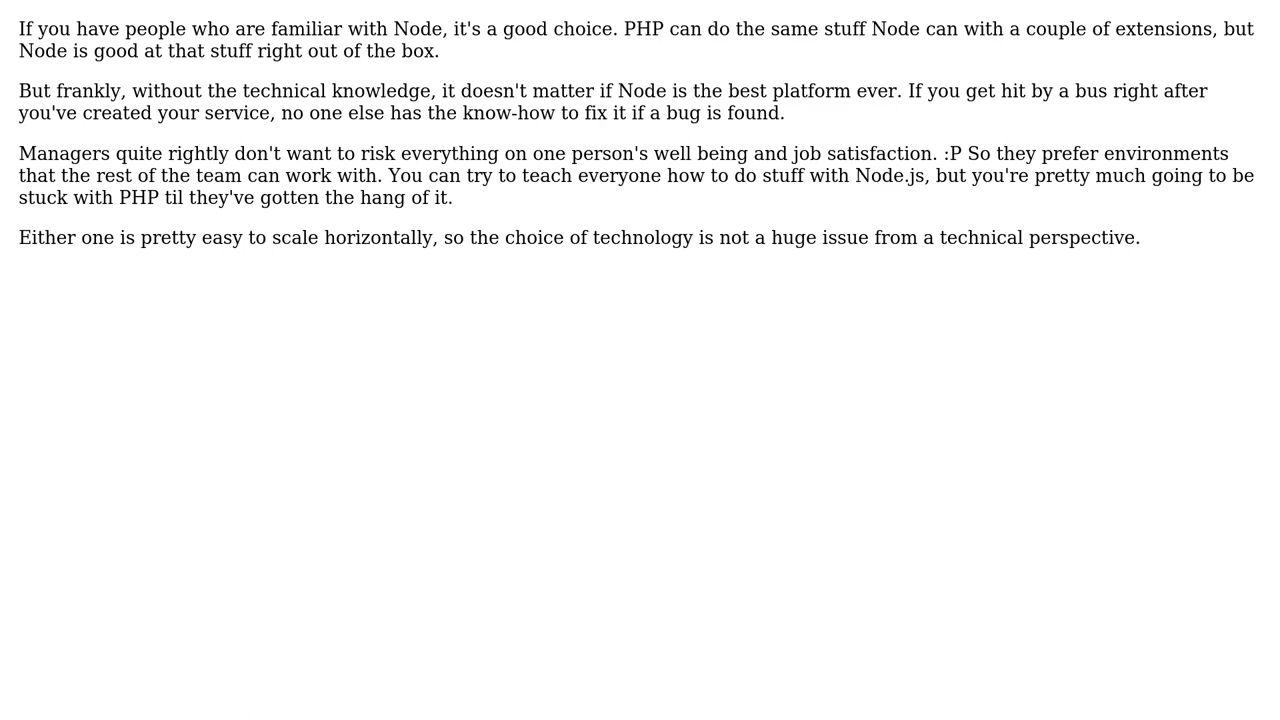 If you have people who are familiar with Node, it's a good choice. PHP can do the same stuff Node can with a couple of extensions, but
Node is good at that stuff right out of the box.
But frankly, without the technical knowledge, it doesn't matter if Node is the best platform ever. If you get hit by a bus right after
you've created your service, no one else has the know-how to fix it if a bug is found.
Managers quite rightly don't want to risk everything on one person's well being and job satisfaction. :P So they prefer environments
that the rest of the team can work with. You can try to teach everyone how to do stuff with Node.js, but you're pretty much going to be
stuck with PHP til they've gotten the hang of it.
Either one is pretty easy to scale horizontally, so the choice of technology is not a huge issue from a technical perspective.